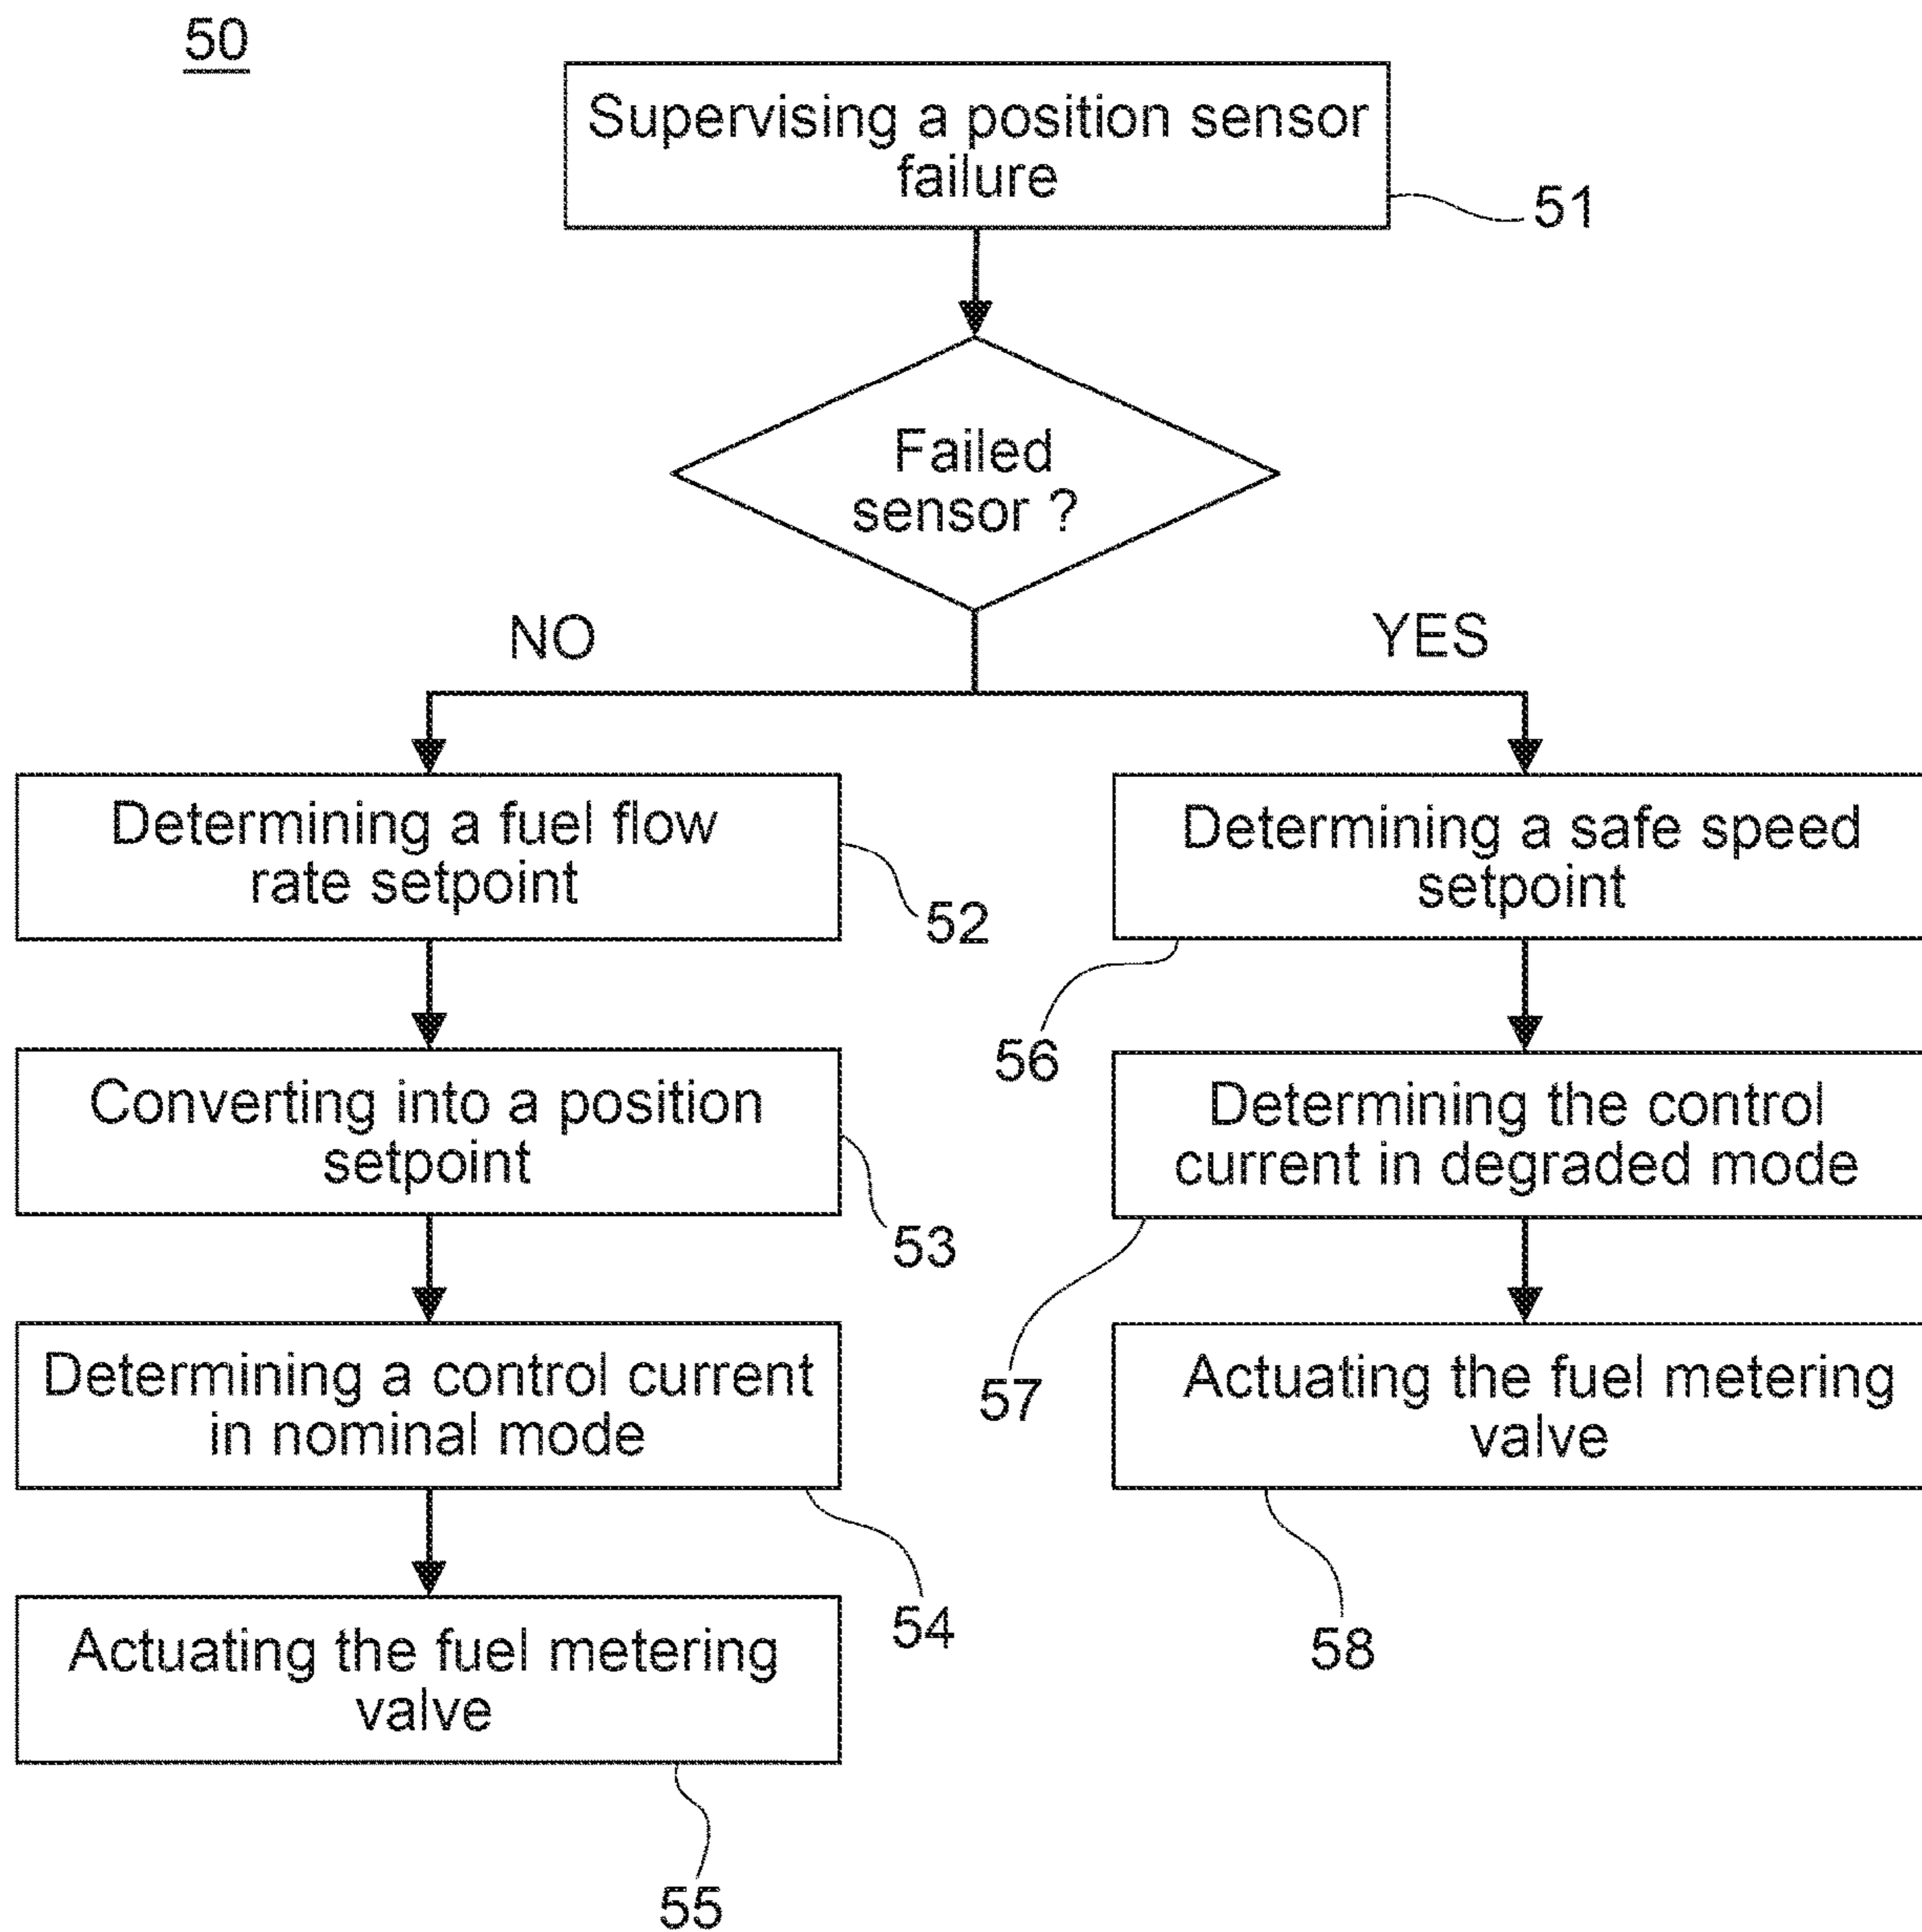 50
Supervising a position sensor
failure
51
Failed
sensor ?
NO
YES
Determining a fuel flow
rate setpoint
52
Determining a safe speed
setpoint
56
Converting into a position
setpoint
53
Determining the control
current in degraded mode
57
Determining a control current
in nominal mode
54
Actuating the fuel metering
valve
58
Actuating the fuel metering
valve
55